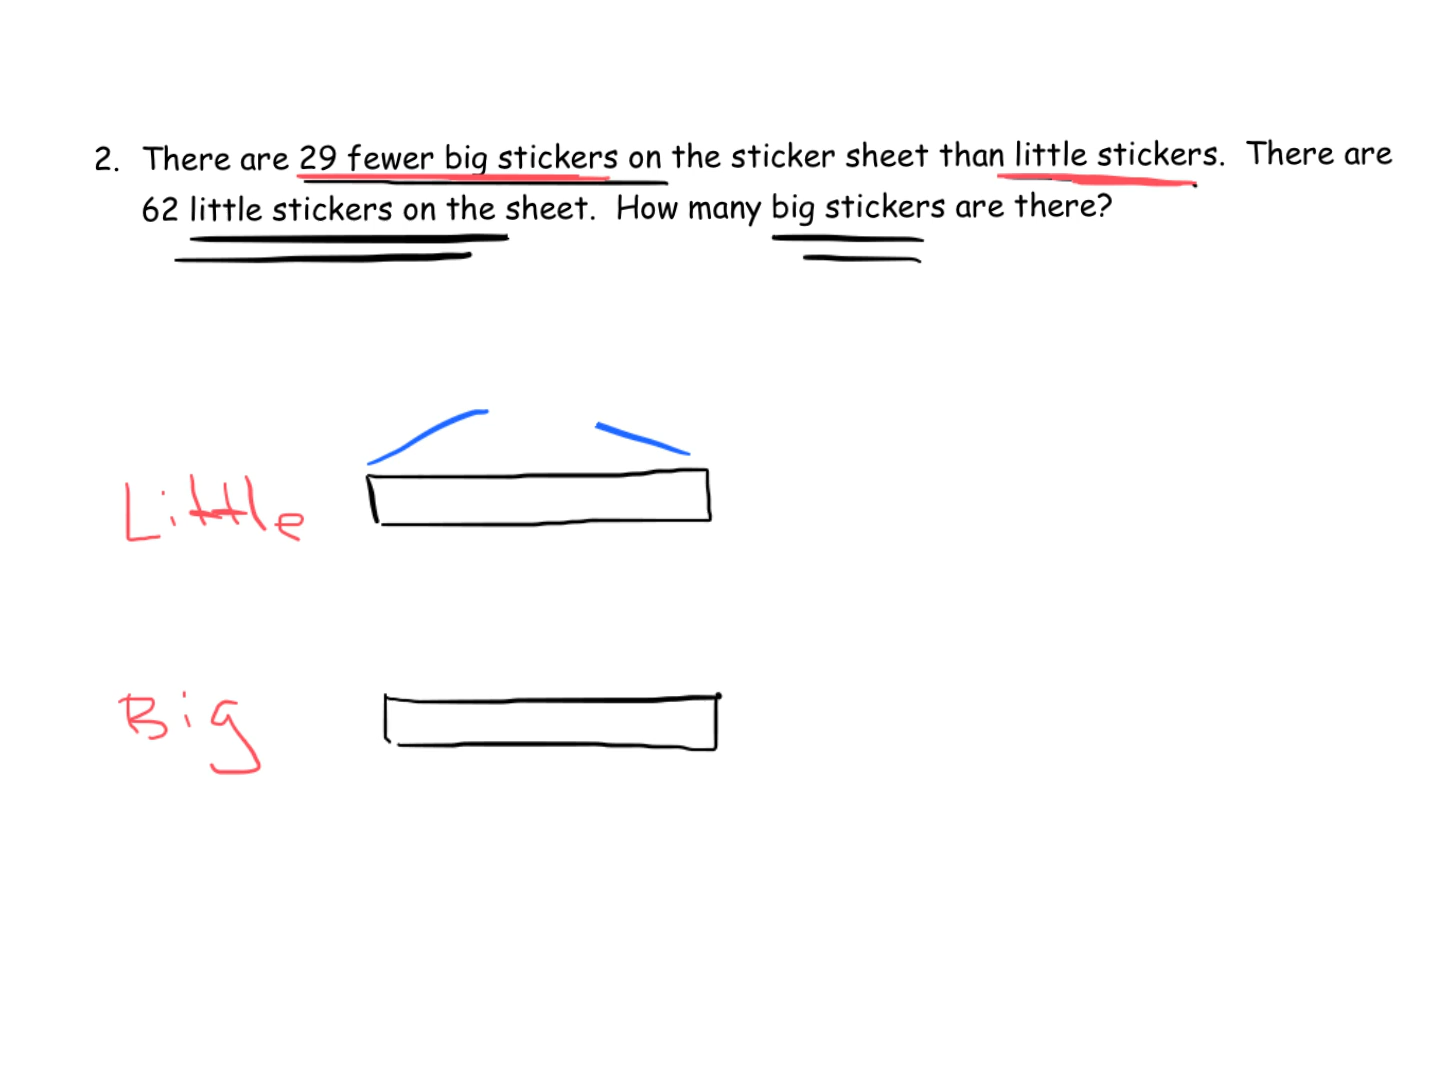 2. There are 29 fewer big stickers on the sticker sheet than little stickers. There are
62 little stickers on the sheet. How many big stickers are there?
Little
Big